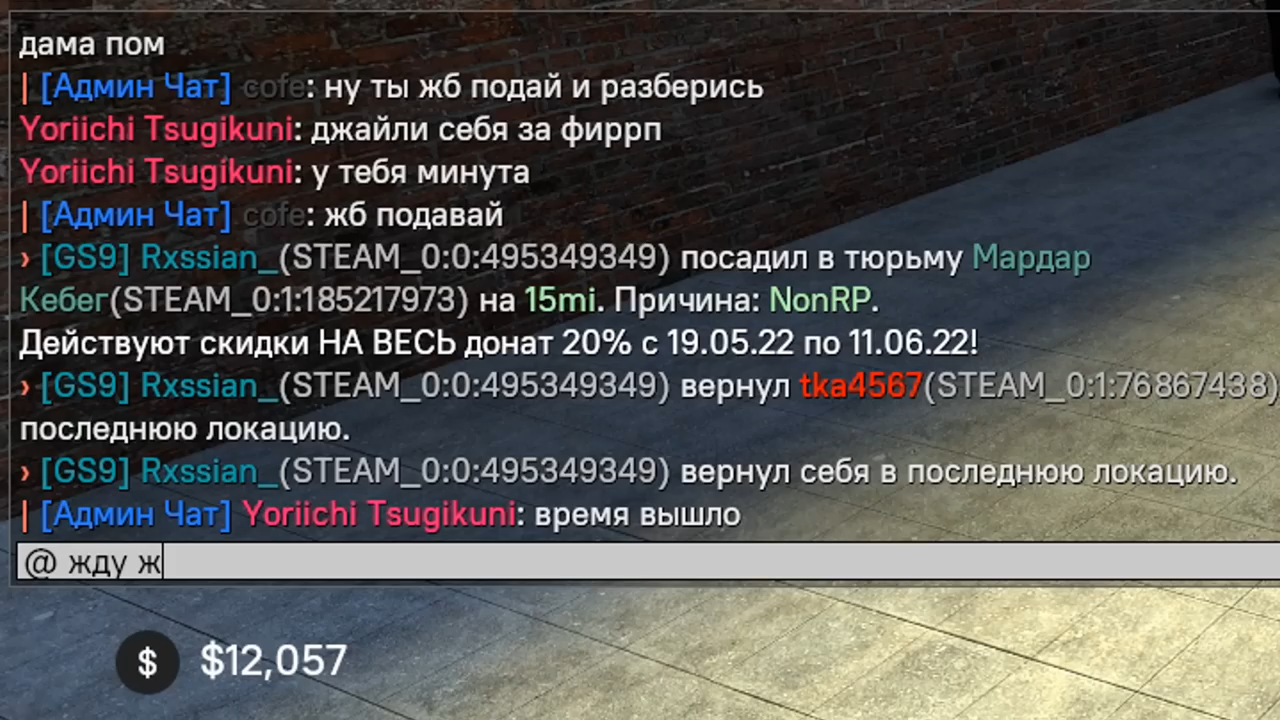 дама пом
| [Админ Чат] cofe: ну ты жб подай и разберись
Yoriichi Tsugikuni: джайли себя за фиррп
Yoriichi Tsugikuni: у тебя минута
| [Админ Чат] cofe: жб подавай
› [GS9] Rxssian_(STEAM_0:0:495349349) посадил в тюрьму Мардар
Кебег(STEAM_0:1:185217973) на 15mi. Причина: NonRP.
Действуют скидки НА ВЕСЬ донат 20% с 19.05.22 по 11.06.22!
› [GS9] Rxssian_(STEAM_0:0:495349349) вернул tka4567(STEAM_0:1:76867438)
последнюю локацию.
› [GS9] Rxssian_(STEAM_0:0:495349349) вернул себя в последнюю локацию.
| [Админ Чат] Yoriichi Tsugikuni: время вышло
@ жду ж
$ $12,057